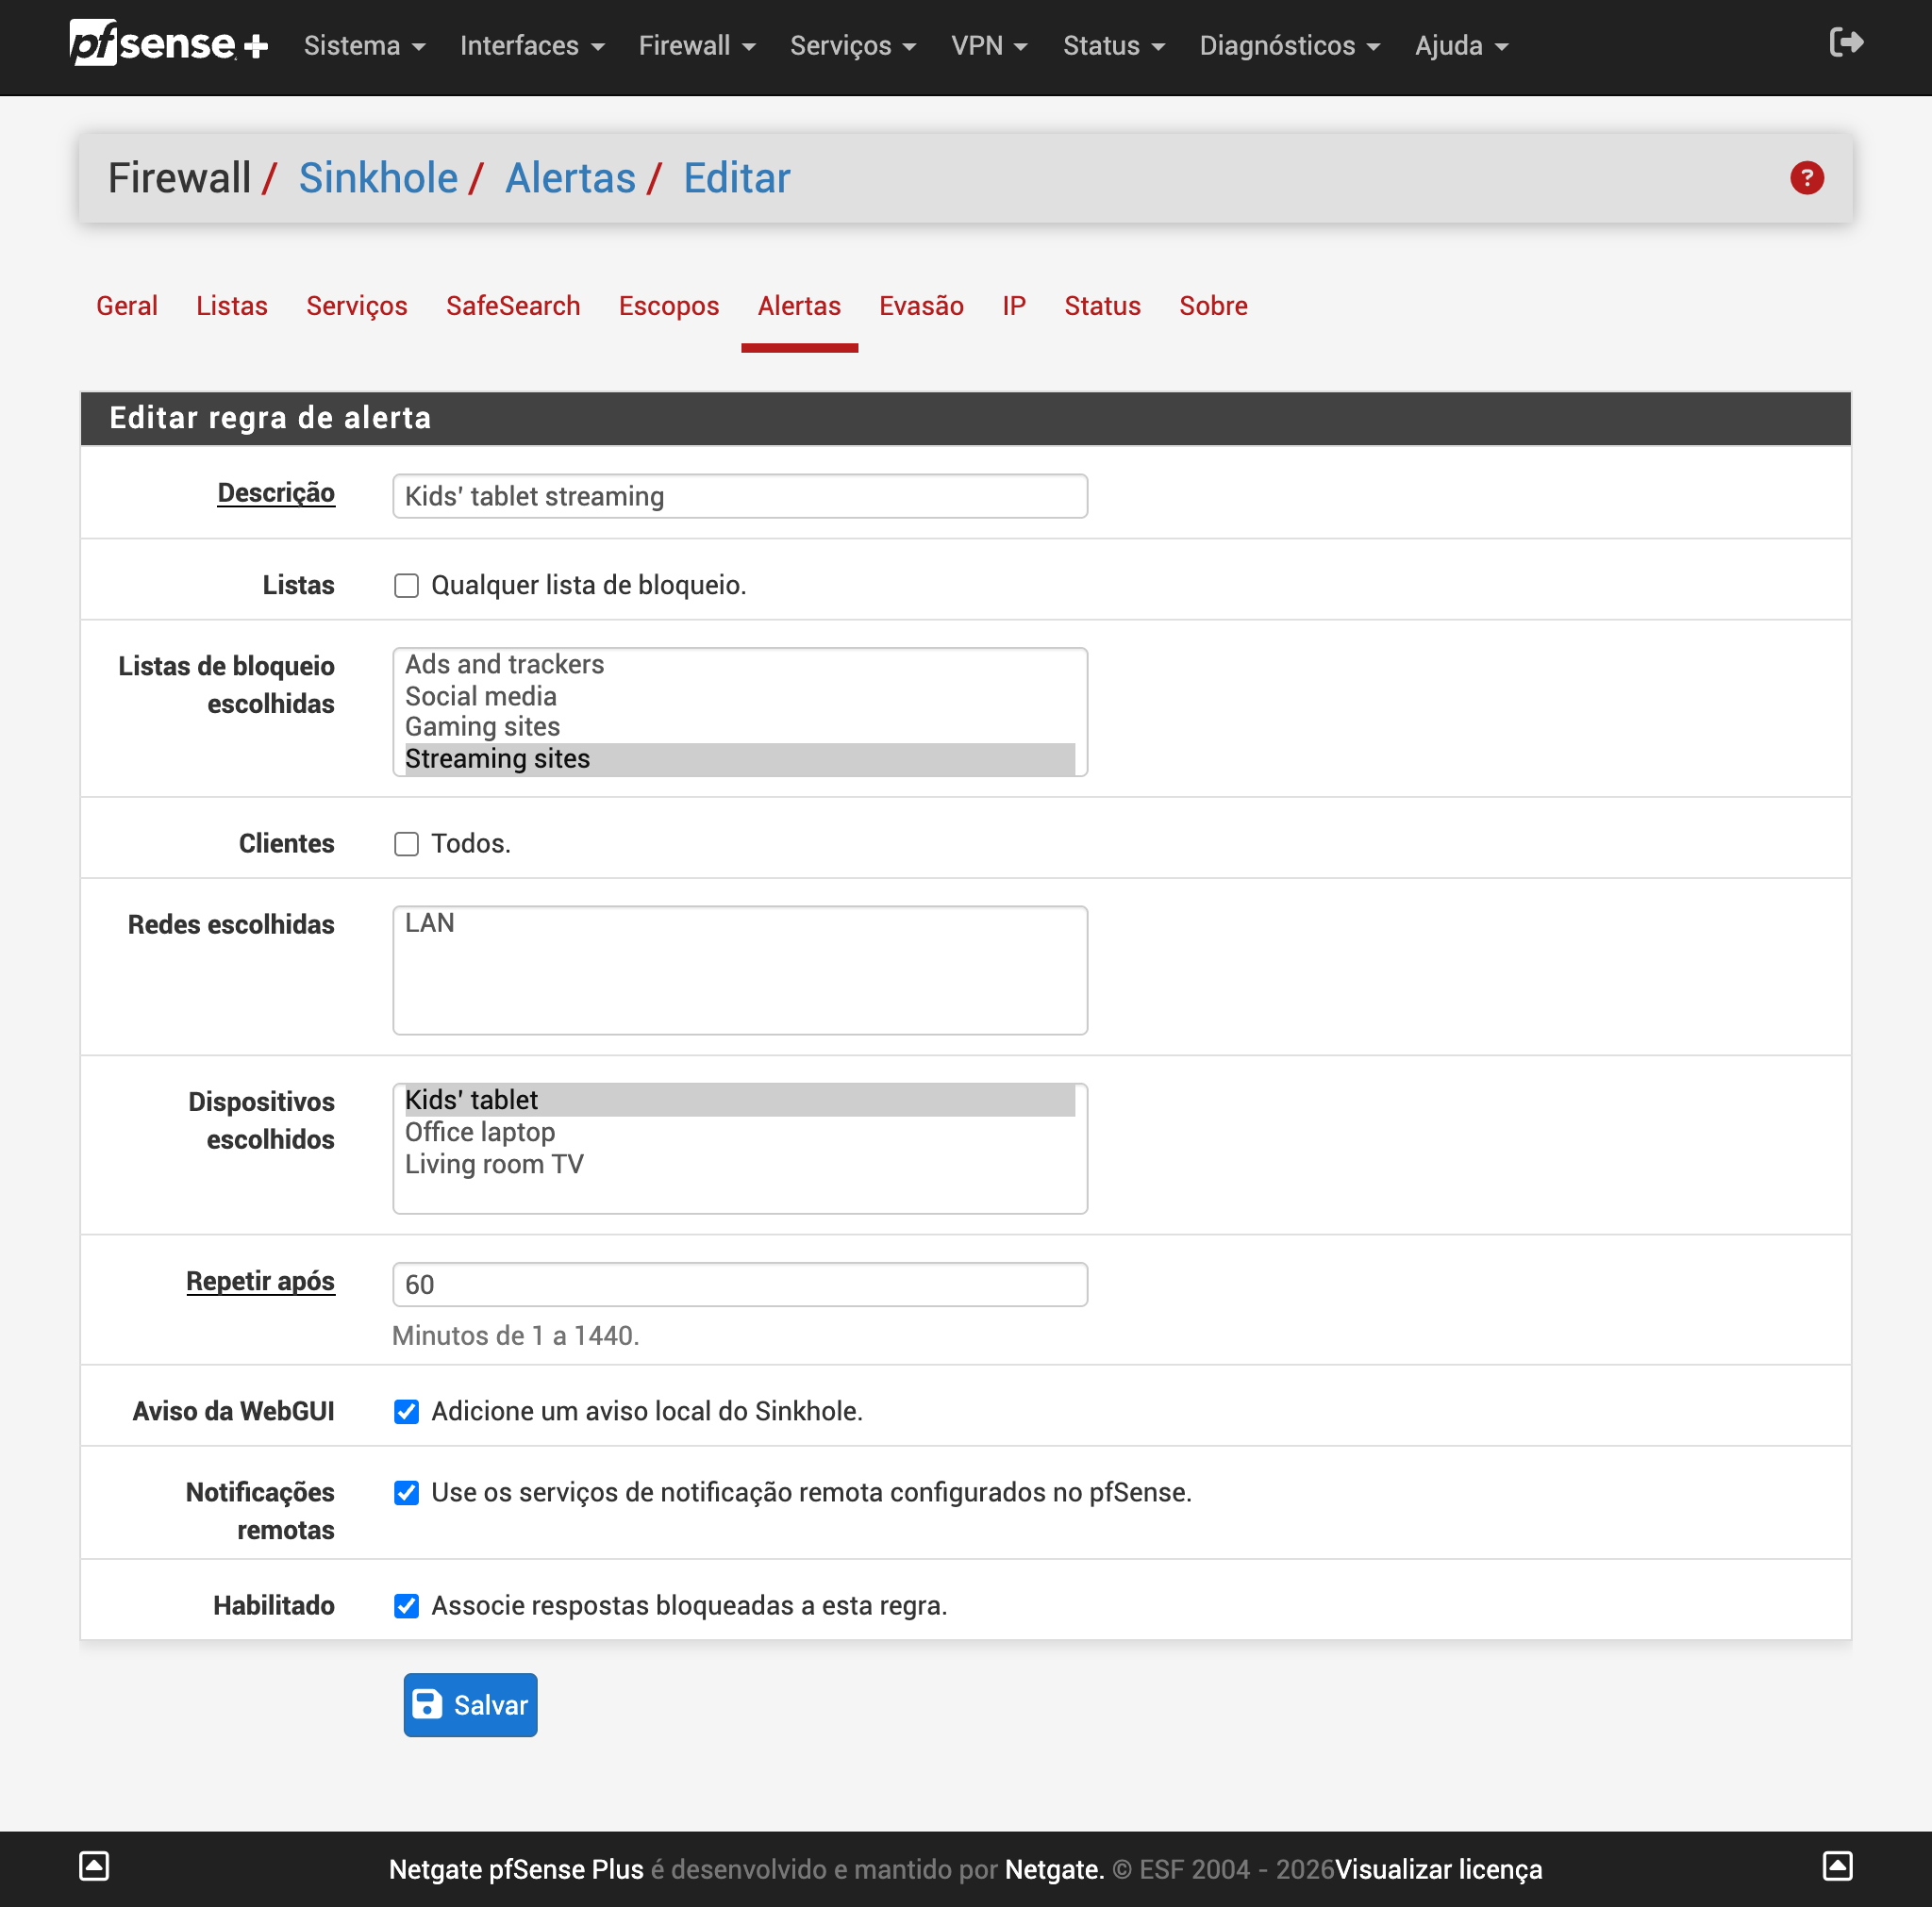 pfsense+ Sistema Interfaces Firewall Serviços VPN Status Diagnósticos Ajuda
Firewall / Sinkhole / Alertas / Editar
?
Geral Listas Serviços SafeSearch Escopos Alertas Evasão IP Status Sobre
Editar regra de alerta
Descrição Kids' tablet streaming
Listas Qualquer lista de bloqueio.
Listas de bloqueio
escolhidas
Ads and trackers
Social media
Gaming sites
Streaming sites
Clientes Todos.
Redes escolhidas LAN
Dispositivos
escolhidos
Kids' tablet
Office laptop
Living room TV
Repetir após 60
Minutos de 1 a 1440.
Aviso da WebGUI Adicione um aviso local do Sinkhole.
Notificações
remotas
Use os serviços de notificação remota configurados no pfSense.
Habilitado Associe respostas bloqueadas a esta regra.
Salvar
Netgate pfSense Plus é desenvolvido e mantido por Netgate. © ESF 2004 - 2026Visualizar licença